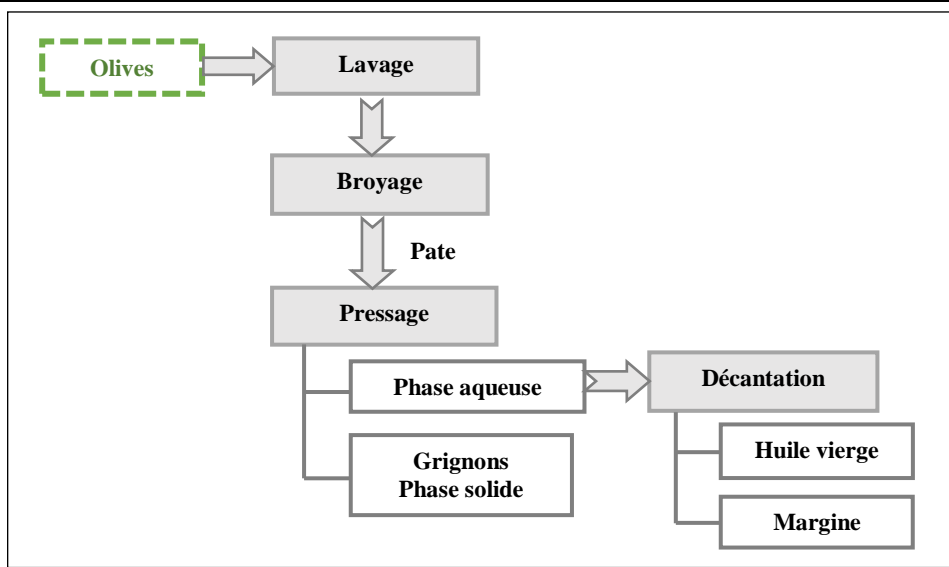 Olives
Lavage
Broyage
Pate
Pressage
Phase aqueuse
Décantation
Grignons
Phase solide
Huile vierge
Margine